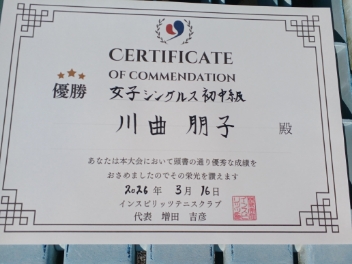 CERTIFICATE
OF COMMENDATION
優勝 女子シングルス初中級
川曲 朋子 殿
あなたは本大会において頭書の通り優秀な成績を
おさめましたのでその栄光を讃えます
2026年 3月 16日
インスピリッツテニスクラブ
代表 増田 吉彦